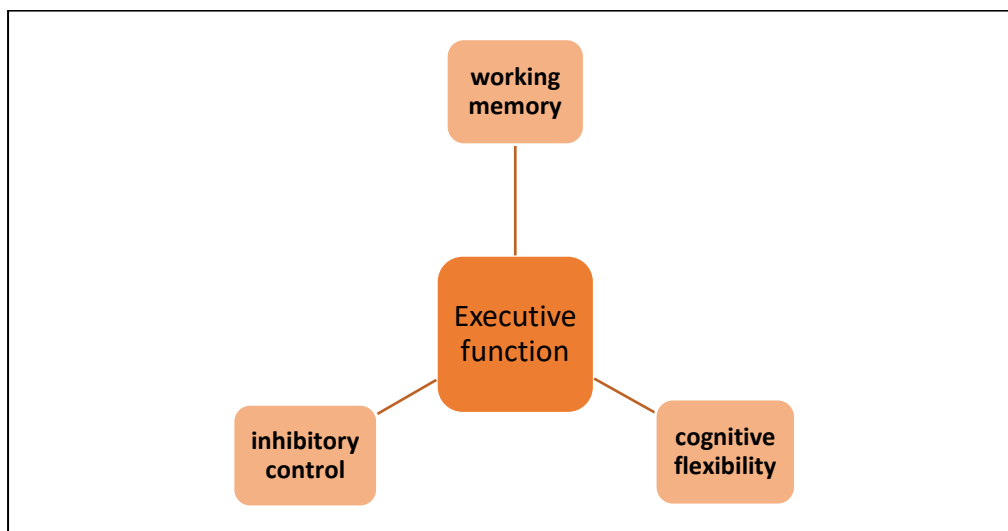 working
memory
Executive
function
inhibitory
control
cognitive
flexibility